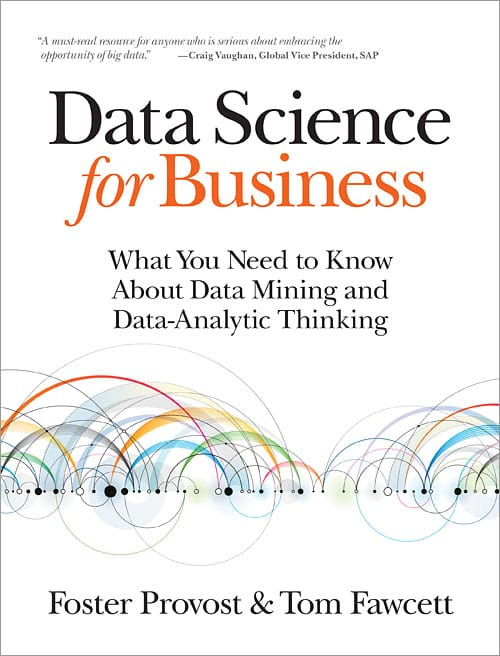 “A must-read resource for anyone who is serious about embracing the
opportunity of big data.” —Craig Vaughan, Global Vice President, SAP
Data Science
for Business
What You Need to Know
About Data Mining and
Data-Analytic Thinking
Foster Provost & Tom Fawcett